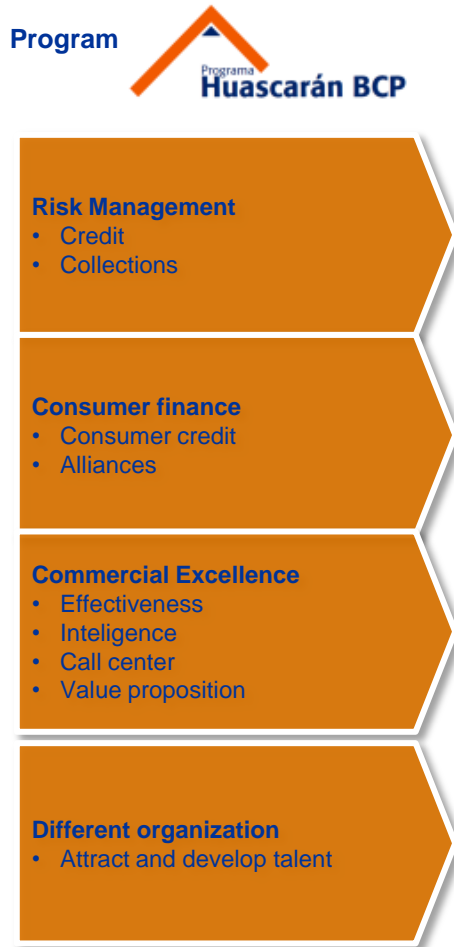 Program
Programa
Huascarán BCP
Risk Management
• Credit
• Collections
Consumer finance
• Consumer credit
• Alliances
Commercial Excellence
• Effectiveness
• Inteligence
• Call center
• Value proposition
Different organization
• Attract and develop talent